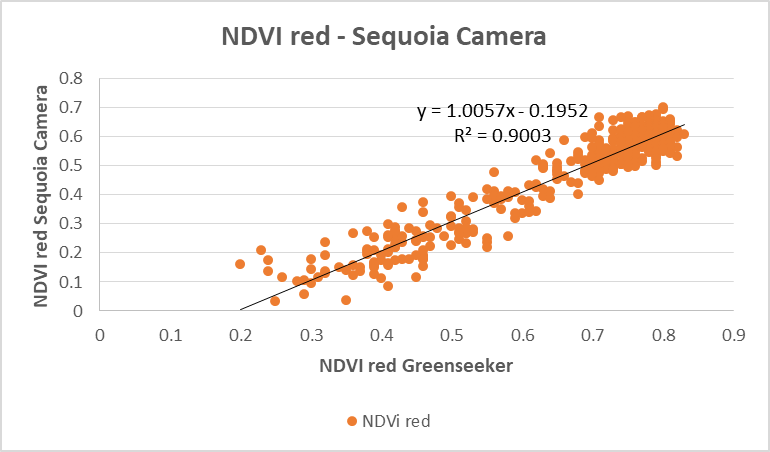 NDVI red - Sequoia Camera
NDVI red Sequoia Camera
0.8
0.7
0.6
0.5
0.4
0.3
0.2
0.1
0
y = 1.0057x - 0.1952
R² = 0.9003
0 0.1 0.2 0.3 0.4 0.5 0.6 0.7 0.8 0.9
NDVI red Greenseeker
NDVi red